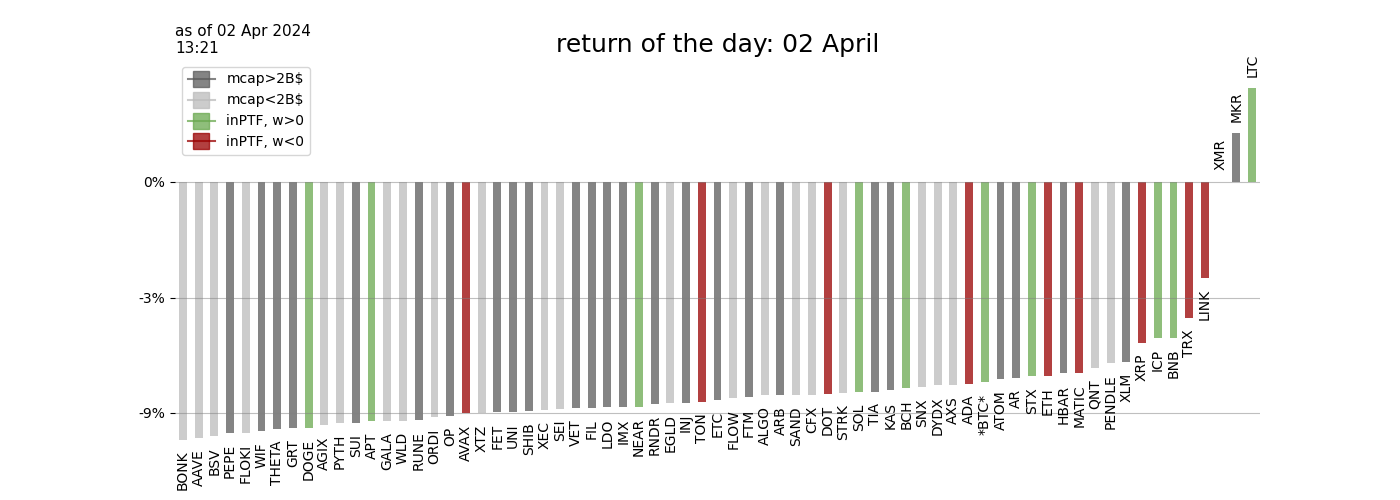 as of 02 Apr 2024
13:21
return of the day: 02 April
mcap>2B$
mcap<2B$
inPTF, w>0
inPTF, w<0
0%
-3%
-9%
BONK
AAVE
BSV
PEPE
FLOKI
WIF
THETA
GRT
DOGE
AGIX
PYTH
SUI
APT
GALA
WLD
RUNE
ORDI
OP
AVAX
XTZ
FET
UNI
SHIB
XEC
SEI
VET
FIL
LDO
IMX
NEAR
RNDR
EGLD
INJ
TON
ETC
FLOW
FTM
ALGO
ARB
SAND
CFX
DOT
STRK
SOL
TIA
KAS
BCH
SNX
DYDX
AXS
ADA
*BTC*
ATOM
AR
STX
ETH
HBAR
MATIC
QNT
PENDLE
XLM
XRP
ICP
BNB
TRX
LINK
XMR
MKR
LTC